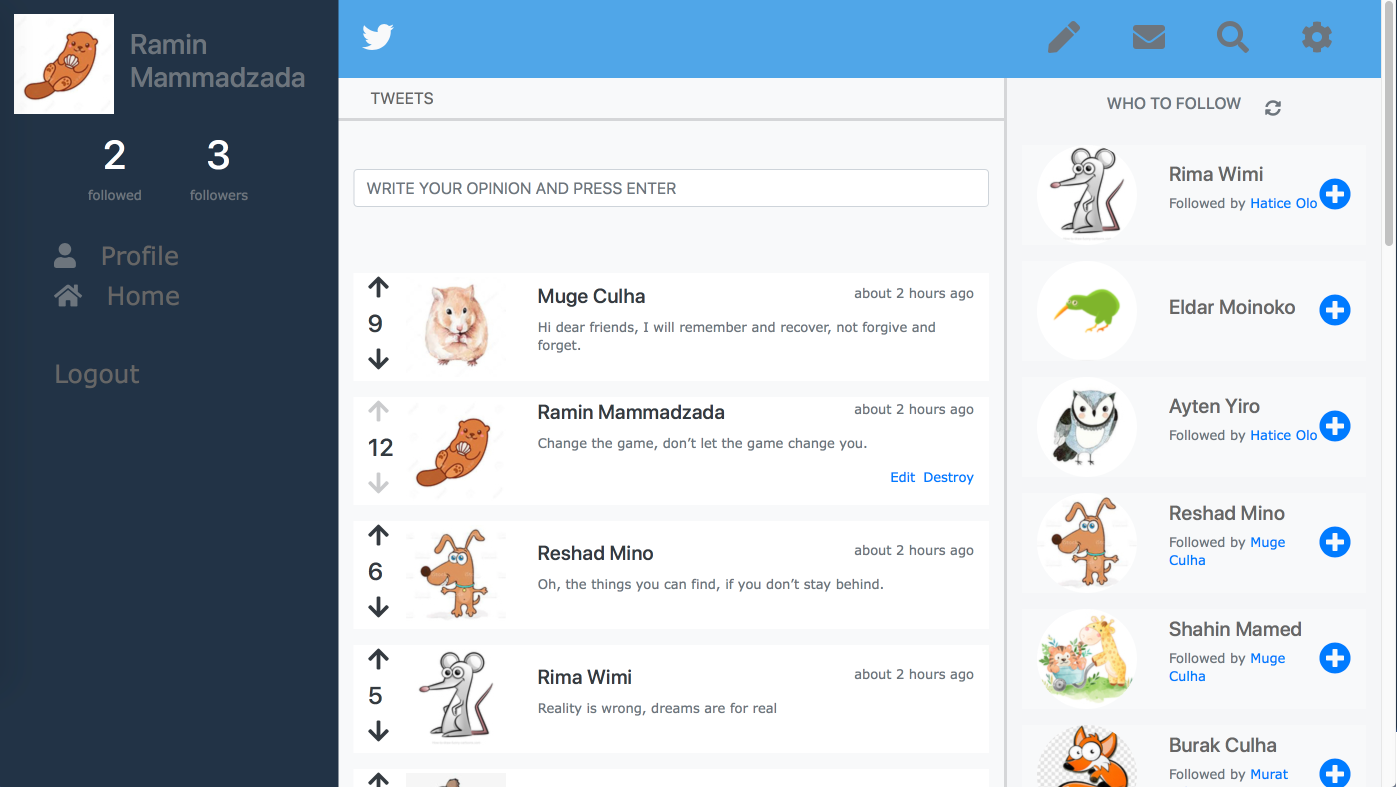 Ramin
Mammadzada
2
3
followed
followers
Profile
Home
Logout
TWEETS
WRITE YOUR OPINION AND PRESS ENTER
9
Muge Culha
about 2 hours ago
Hi dear friends, I will remember and recover, not forgive and
forget.
12
Ramin Mammadzada
about 2 hours ago
Change the game, don’t let the game change you.
Edit Destroy
6
Reshad Mino
about 2 hours ago
Oh, the things you can find, if you don’t stay behind.
5
Rima Wimi
about 2 hours ago
Reality is wrong, dreams are for real
WHO TO FOLLOW
Rima Wimi
Followed by Hatice Olo
Eldar Moinoko
Ayten Yiro
Followed by Hatice Olo
Reshad Mino
Followed by Muge
Culha
Shahin Mamed
Followed by Muge
Culha
Burak Culha
Followed by Murat